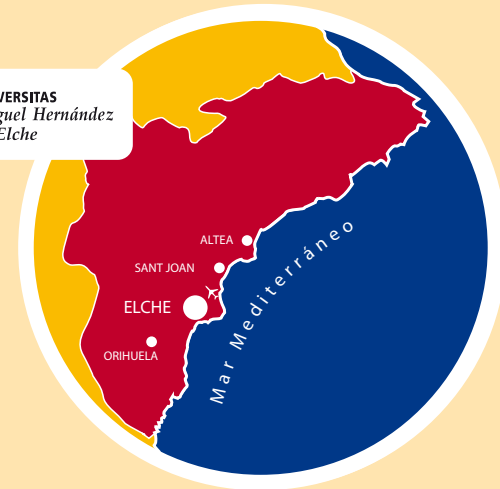 VERSITAS
guel Hernández
Elche
ALTEA
SANT JOAN
ELCHE
ORIHUELA
Mar Mediterráneo